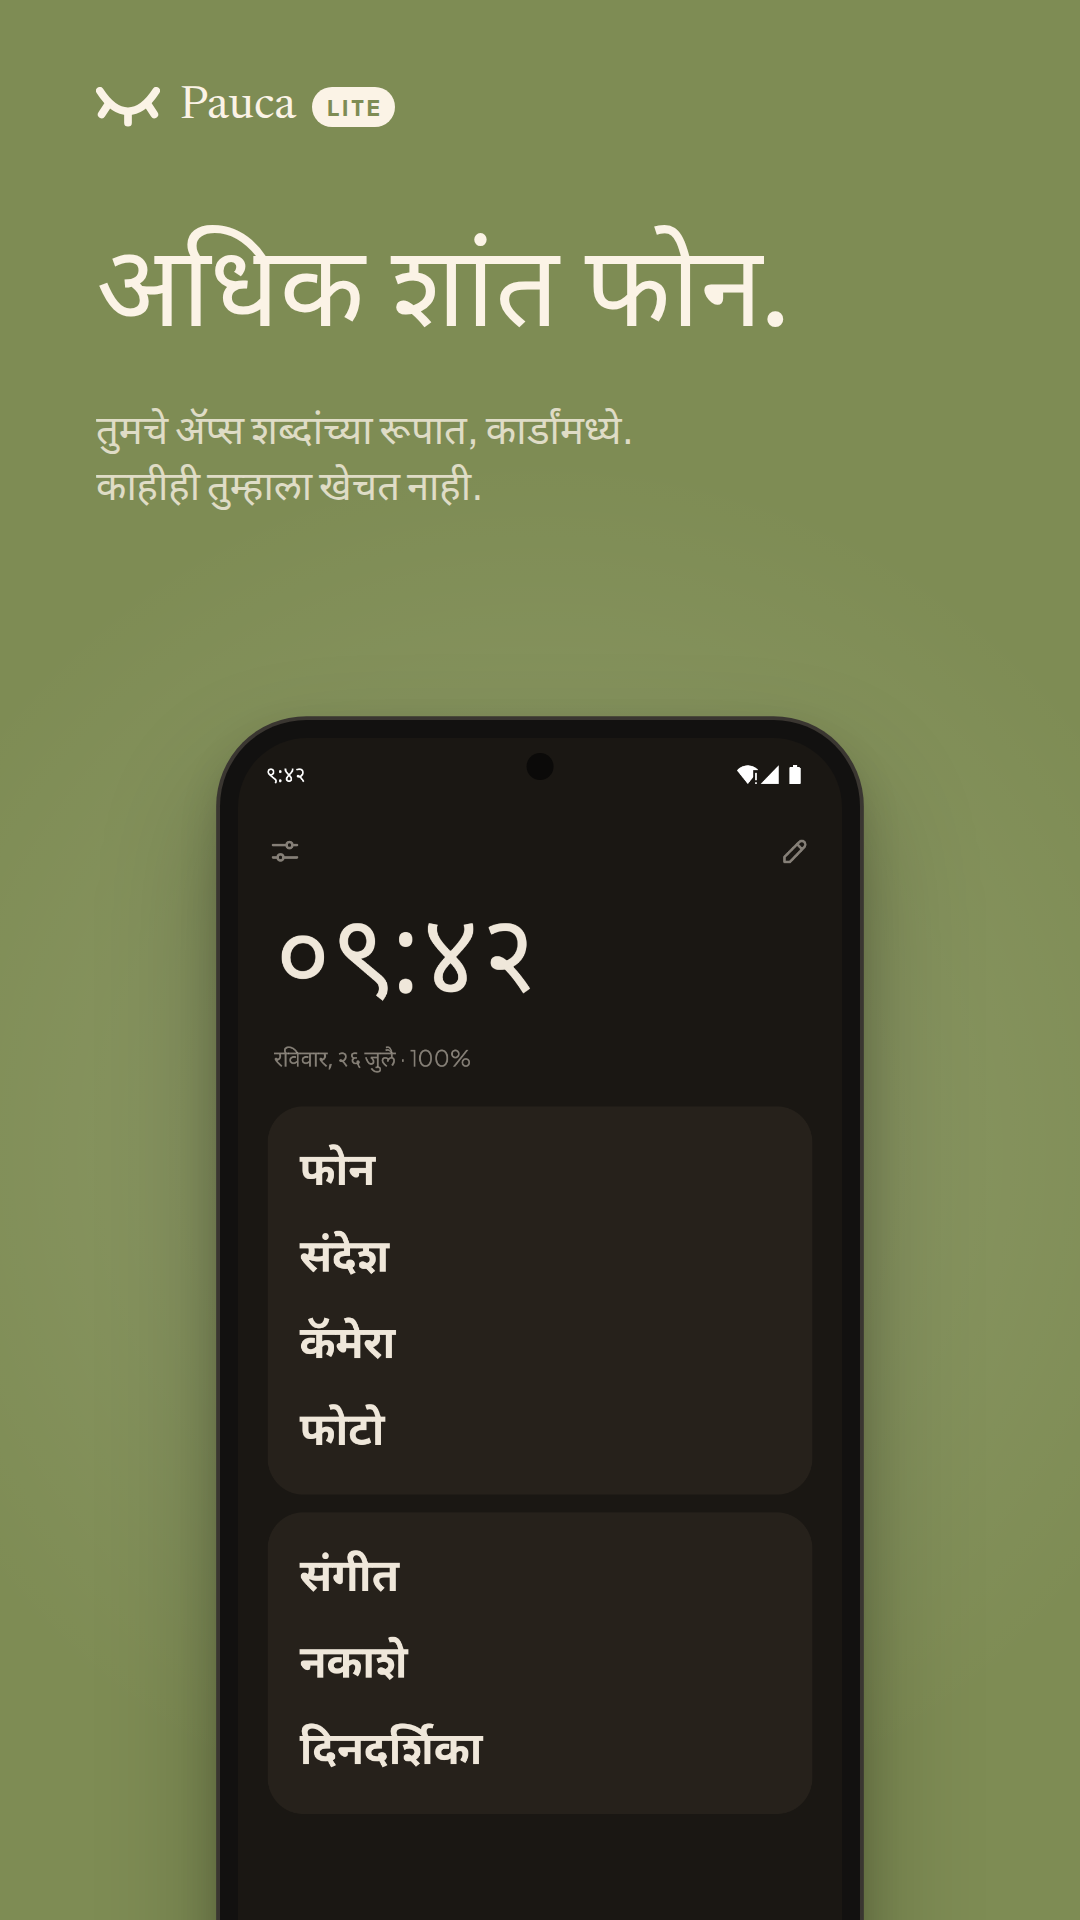 Pauca LITE
अधिक शांत फोन.
तुमचे ॲप्स शब्दांच्या रूपात, कार्डांमध्ये.
काहीही तुम्हाला खेचत नाही.
९:४२
०९:४२
रविवार, २६ जुलै · 100%
फोन
संदेश
कॅमेरा
फोटो
संगीत
नकाशे
दिनदर्शिका